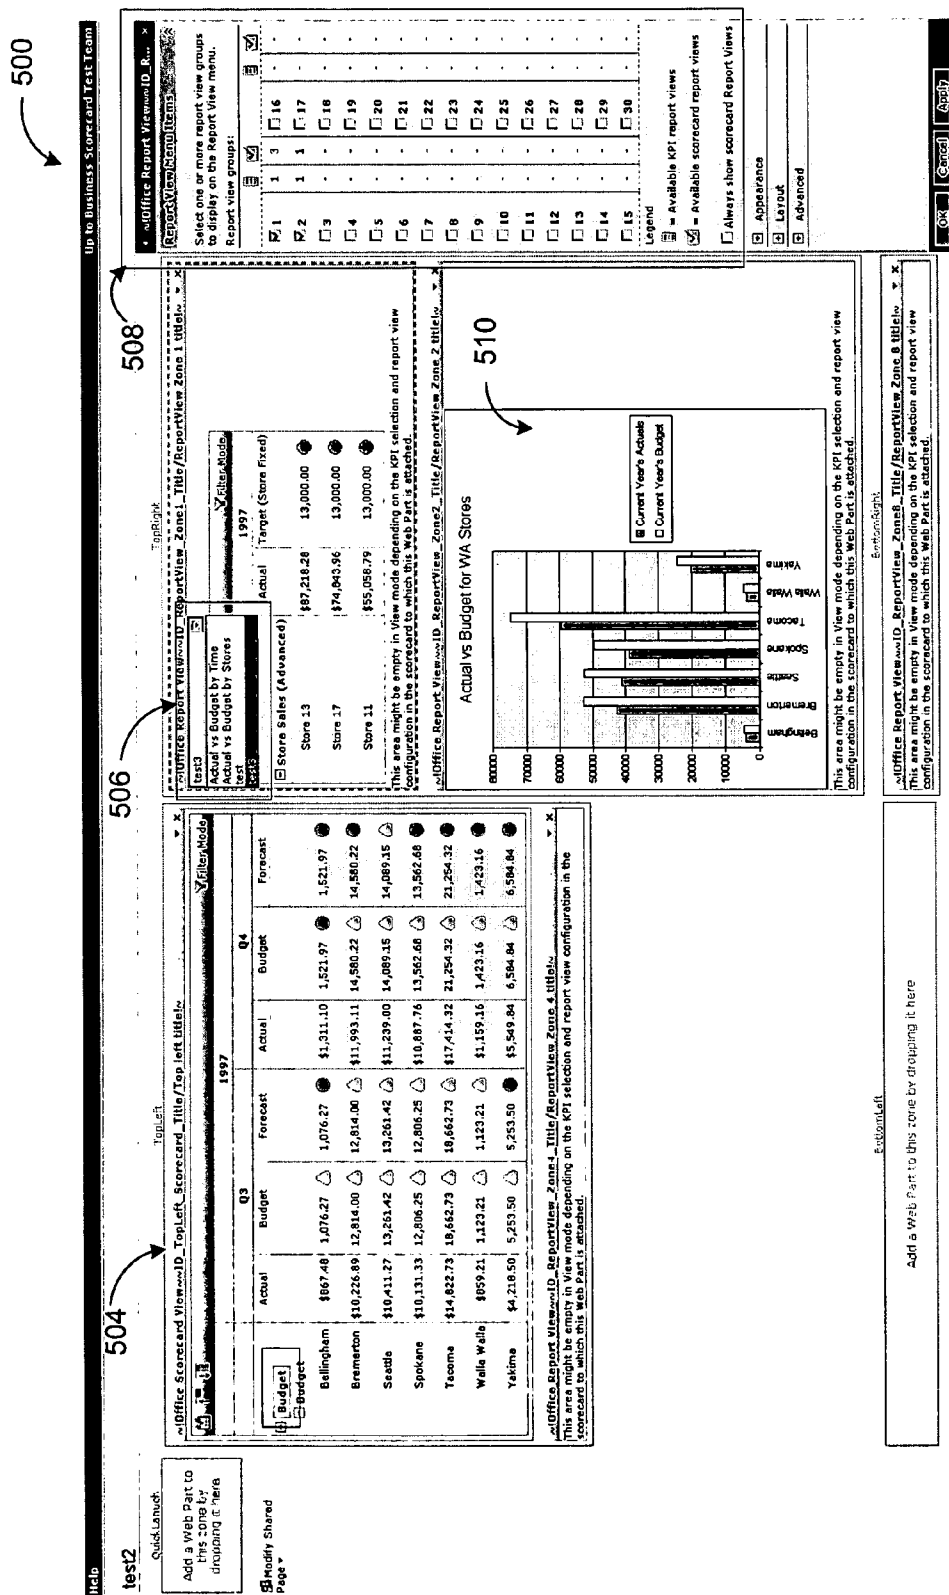 500
Help
Up to Business Scorecard Test Team
test2
QuickLaunch
Add a Web Part to
this zone by
dropping it here
Modify Shared
Page
504
TopLeft
~!Office Scorecard View~~ID_TopLeft_Scorecard_Title/Top left title!~
Filter Mode
1997
Q3 Q4
Actual Budget Forecast Actual Budget Forecast
Budget
Budget
Bellingham $867.48 1,076.27 1,076.27 $1,311.10 1,521.97 1,521.97
Bremerton $10,226.89 12,814.00 12,814.00 $11,993.11 14,580.22 14,580.22
Seattle $10,411.27 13,261.42 13,261.42 $11,239.00 14,089.15 14,089.15
Spokane $10,131.33 12,806.25 12,806.25 $10,887.76 13,562.68 13,562.68
Tacoma $14,822.73 18,662.73 18,662.73 $17,414.32 21,254.32 21,254.32
Walla Walla $859.21 1,123.21 1,123.21 $1,159.16 1,423.16 1,423.16
Yakima $4,218.50 5,253.50 5,253.50 $5,549.84 6,584.84 6,584.84
~!Office Report View~~ID_ReportView_Zone4_Title/ReportView Zone 4 title!~
This area might be empty in View mode depending on the KPI selection and report view configuration in the
scorecard to which this Web Part is attached.
BottomLeft
Add a Web Part to this zone by dropping it here
506
TopRight
~!Office Report View~~ID_ReportView_Zone1_Title/ReportView Zone 1 title!~
test3
Actual vs Budget by Time
Actual vs Budget by Stores
test
test3
Filter Mode
1997
Actual Target (Store Fixed)
Store Sales (Advanced)
Store 13 $87,218.28 13,000.00
Store 17 $74,843.96 13,000.00
Store 11 $55,058.79 13,000.00
This area might be empty in View mode depending on the KPI selection and report view
configuration in the scorecard to which this Web Part is attached.
~!Office Report View~~ID_ReportView_Zone2_Title/ReportView Zone 2 title!~
510
Actual vs Budget for WA Stores
80000
70000
60000
50000
40000
30000
20000
10000
0
Bellingham
Bremerton
Seattle
Spokane
Tacoma
Walla Walla
Yakima
Current Year's Actuals
Current Year's Budget
This area might be empty in View mode depending on the KPI selection and report view
configuration in the scorecard to which this Web Part is attached.
BottomRight
~!Office Report View~~ID_ReportView_Zone8_Title/ReportView Zone 8 title!~
This area might be empty in View mode depending on the KPI selection and report view
configuration in the scorecard to which this Web Part is attached.
508
~!Office Report View~~ID_R...
Report View Menu Items
Select one or more report view groups
to display on the Report View menu.
Report view groups:
1 1 3 16 - -
2 1 1 17 - -
3 - - 18 - -
4 - - 19 - -
5 - - 20 - -
6 - - 21 - -
7 - - 22 - -
8 - - 23 - -
9 - - 24 - -
10 - - 25 - -
11 - - 26 - -
12 - - 27 - -
13 - - 28 - -
14 - - 29 - -
15 - - 30 - -
Legend
= Available KPI report views
= Available scorecard report views
Always show scorecard Report Views
Appearance
Layout
Advanced
OK Cancel Apply